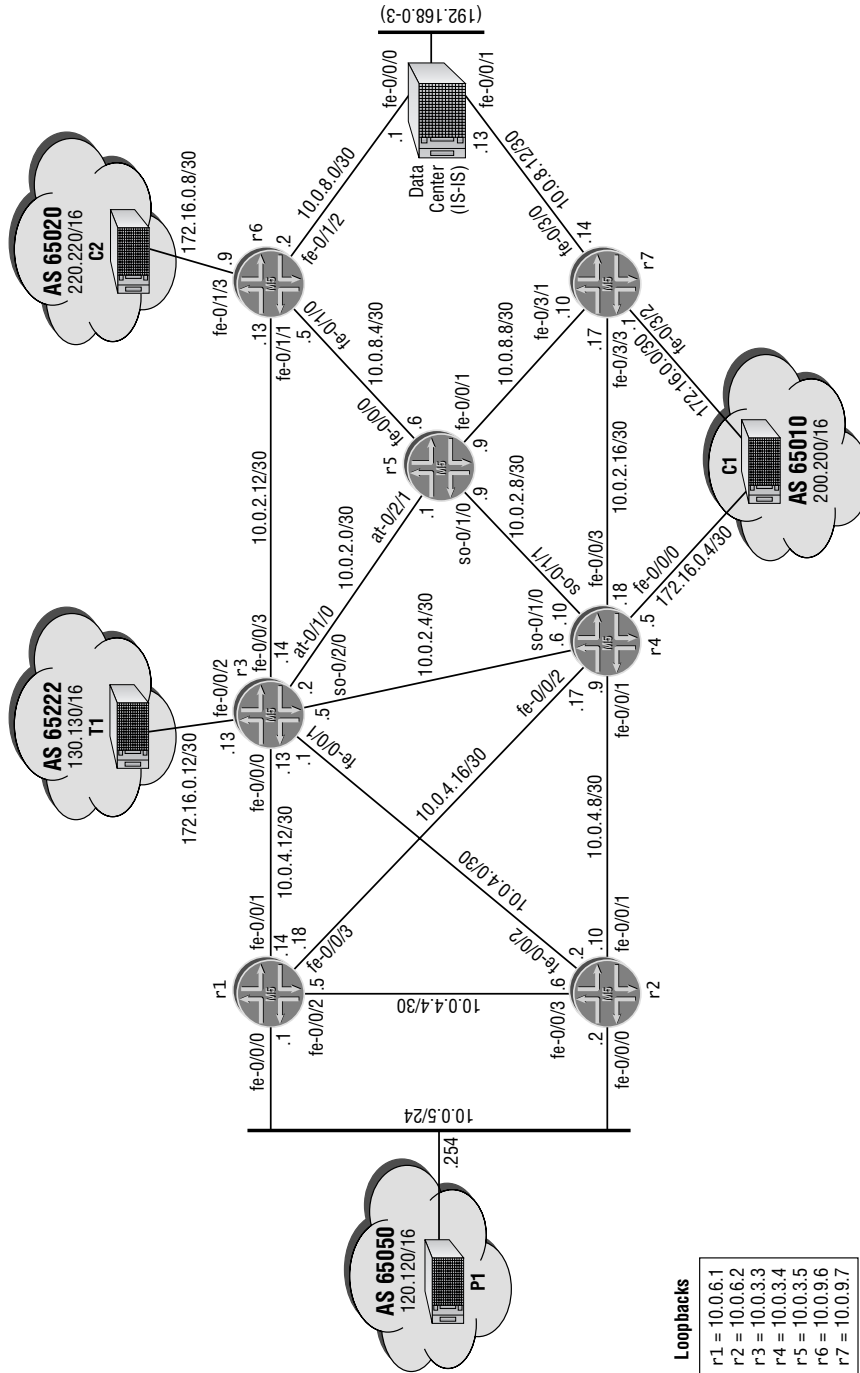 AS 65050
120.120/16
P1
.254
10.0.5/24
fe-0/0/0
.1
r1
fe-0/0/1
.14
.18
fe-0/0/3
fe-0/0/2
.5
M5
10.0.4.4/30
fe-0/0/3
.6
fe-0/0/2
.2
.10
fe-0/0/1
.2
fe-0/0/0
r2
M5
10.0.4.12/30
10.0.4.16/30
10.0.4.0/30
10.0.4.8/30
AS 65222
130.130/16
T1
172.16.0.12/30
.13
fe-0/0/2
r3
fe-0/0/3
.14
at-0/1/0
.2
so-0/2/0
.5
fe-0/0/0
.13
.1
fe-0/0/1
M5
10.0.2.4/30
so-0/1/0
.6
.10
so-0/1/1
fe-0/0/2
.17
.9
fe-0/0/1
fe-0/0/3
.18
fe-0/0/0
.5
r4
M5
172.16.0.4/30
10.0.2.12/30
10.0.2.0/30
at-0/2/1
.1
r5
fe-0/0/0
.6
fe-0/0/1
.9
so-0/1/0
.9
M5
10.0.2.8/30
10.0.8.4/30
10.0.8.8/30
10.0.2.16/30
AS 65020
220.220/16
C2
172.16.0.8/30
.9
fe-0/1/3
r6
.13
fe-0/1/1
.5
fe-0/1/0
.2
fe-0/1/2
M5
10.0.8.0/30
fe-0/0/0
.1
Data
Center
(IS-IS)
.13
fe-0/0/1
(192.168.0-3)
10.0.8.12/30
fe-0/3/0
.14
fe-0/3/1
.10
.17
fe-0/3/3
.1
fe-0/3/2
r7
M5
172.16.0.0/30
C1
AS 65010
200.200/16
Loopbacks
r1 = 10.0.6.1
r2 = 10.0.6.2
r3 = 10.0.3.3
r4 = 10.0.3.4
r5 = 10.0.3.5
r6 = 10.0.9.6
r7 = 10.0.9.7